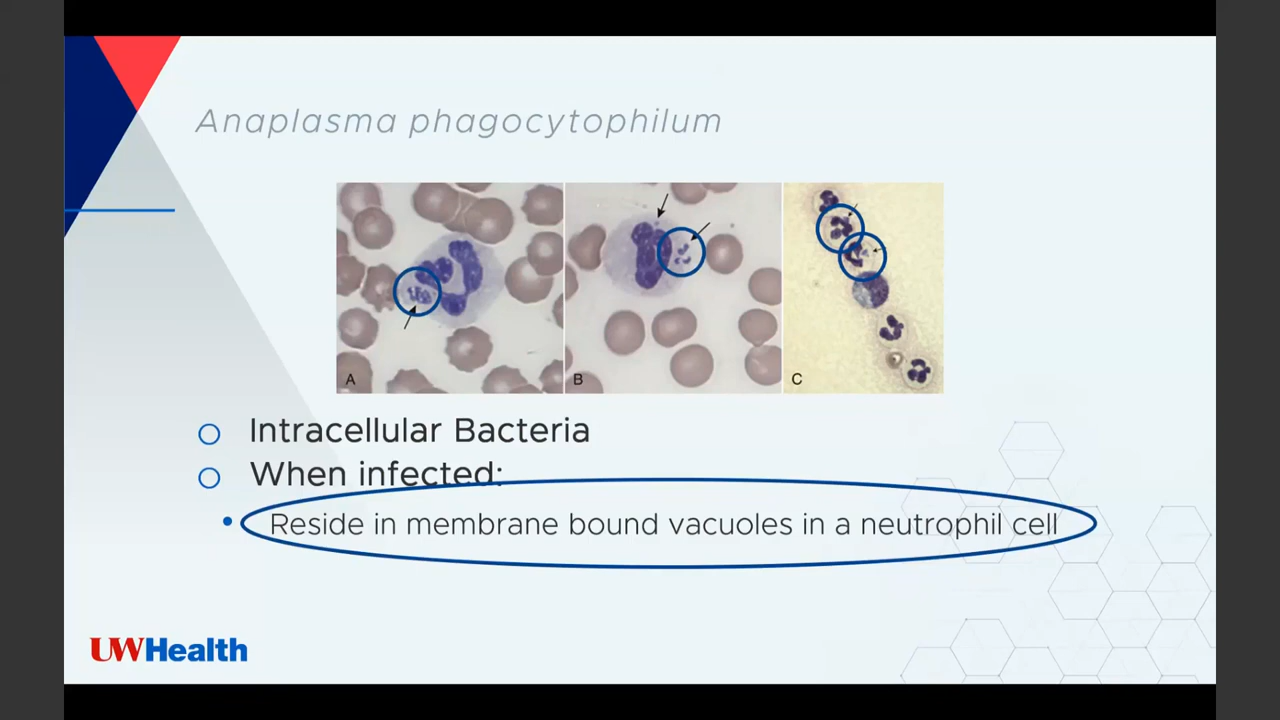 Anaplasma phagocytophilum
A
B
C
Intracellular Bacteria
When infected:
Reside in membrane bound vacuoles in a neutrophil cell
UWHealth